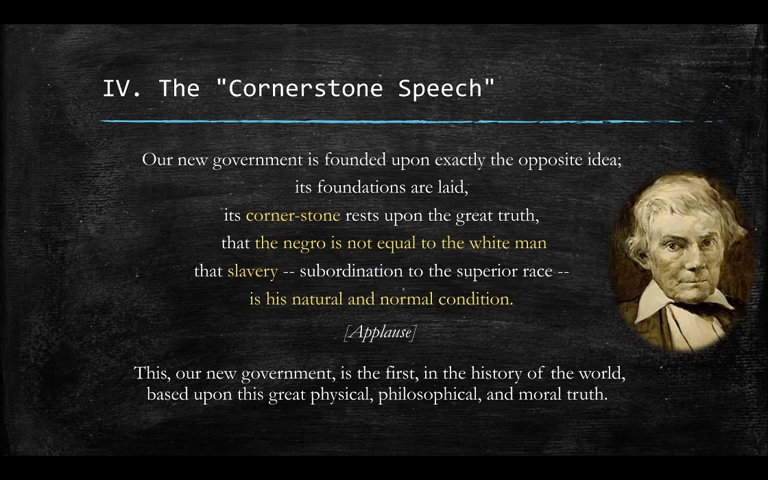 IV. The "Cornerstone Speech"
Our new government is founded upon exactly the opposite idea;
its foundations are laid,
its corner-stone rests upon the great truth,
that the negro is not equal to the white man
that slavery -- subordination to the superior race --
is his natural and normal condition.
[Applause]
This, our new government, is the first, in the history of the world,
based upon this great physical, philosophical, and moral truth.